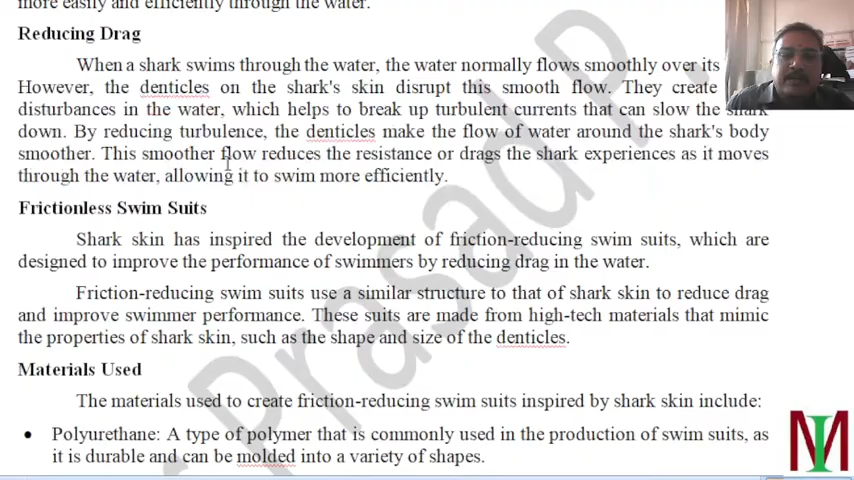 more easily and efficiently through the water.
Reducing Drag
When a shark swims through the water, the water normally flows smoothly over its
However, the denticles on the shark's skin disrupt this smooth flow. They create
disturbances in the water, which helps to break up turbulent currents that can slow the shark
down. By reducing turbulence, the denticles make the flow of water around the shark's body
smoother. This smoother flow reduces the resistance or drags the shark experiences as it moves
through the water, allowing it to swim more efficiently.
Frictionless Swim Suits
Shark skin has inspired the development of friction-reducing swim suits, which are
designed to improve the performance of swimmers by reducing drag in the water.
Friction-reducing swim suits use a similar structure to that of shark skin to reduce drag
and improve swimmer performance. These suits are made from high-tech materials that mimic
the properties of shark skin, such as the shape and size of the denticles.
Materials Used
The materials used to create friction-reducing swim suits inspired by shark skin include:
• Polyurethane: A type of polymer that is commonly used in the production of swim suits, as
it is durable and can be molded into a variety of shapes.
Prasad
M